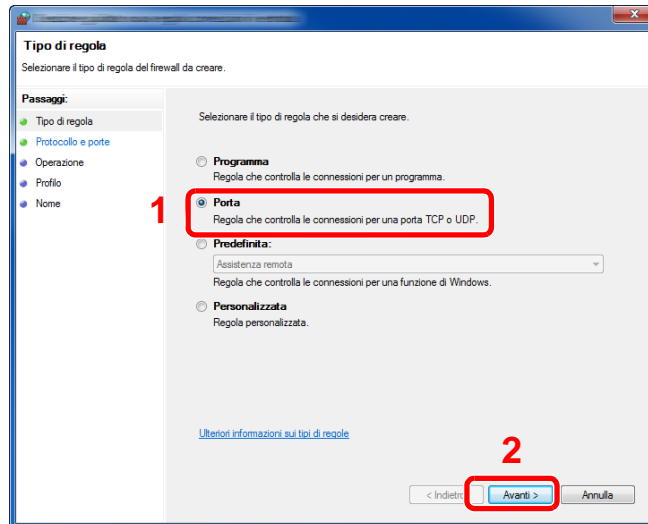 Tipo di regola
Selezionare il tipo di regola del firewall da creare.
Passaggi:
Tipo di regola
Protocollo e porte
Operazione
Profilo
Nome
Selezionare il tipo di regola che si desidera creare.
Programma
Regola che controlla le connessioni per un programma.
1
Porta
Regola che controlla le connessioni per una porta TCP o UDP.
Predefinita:
Assistenza remota
Regola che controlla le connessioni per una funzione di Windows.
Personalizzata
Regola personalizzata.
Ulteriori informazioni sui tipi di regole
2
< Indietro
Avanti >
Annulla